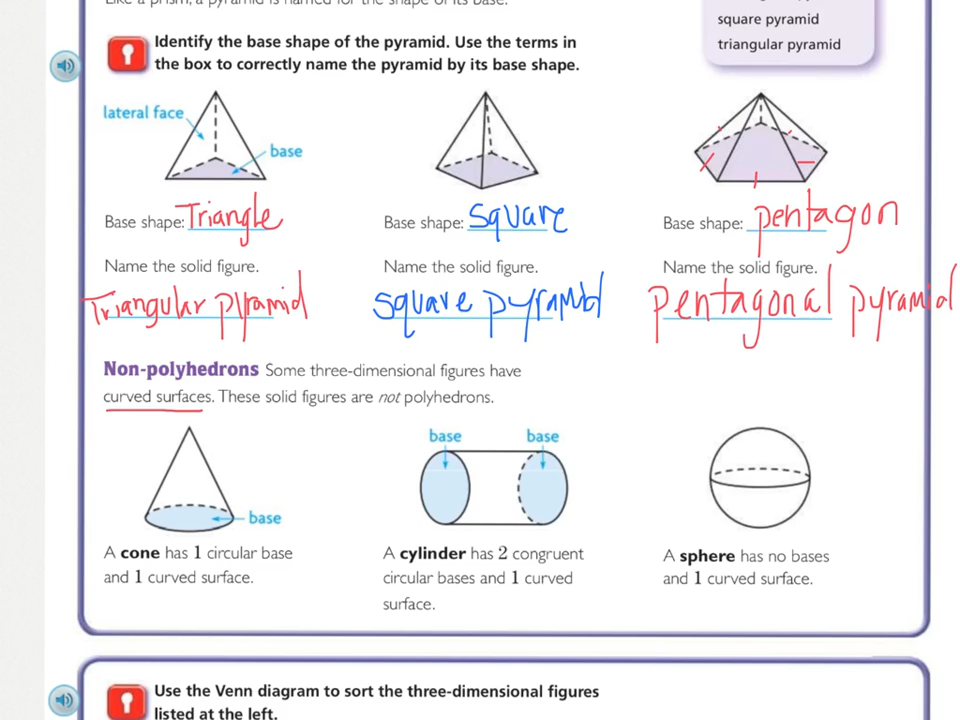 Like a prism, a pyramid is named for the shape of its base.
square pyramid
triangular pyramid
Identify the base shape of the pyramid. Use the terms in
the box to correctly name the pyramid by its base shape.
lateral face
base
Base shape: Triangle
Base shape: square
Base shape: pentagon
Name the solid figure.
Name the solid figure.
Name the solid figure.
Triangular pyramid
square pyramid
pentagonal pyramid
Non-polyhedrons Some three-dimensional figures have
curved surfaces. These solid figures are not polyhedrons.
base
base
base
A cone has 1 circular base
and 1 curved surface.
A cylinder has 2 congruent
circular bases and 1 curved
surface.
A sphere has no bases
and 1 curved surface.
Use the Venn diagram to sort the three-dimensional figures
listed at the left.